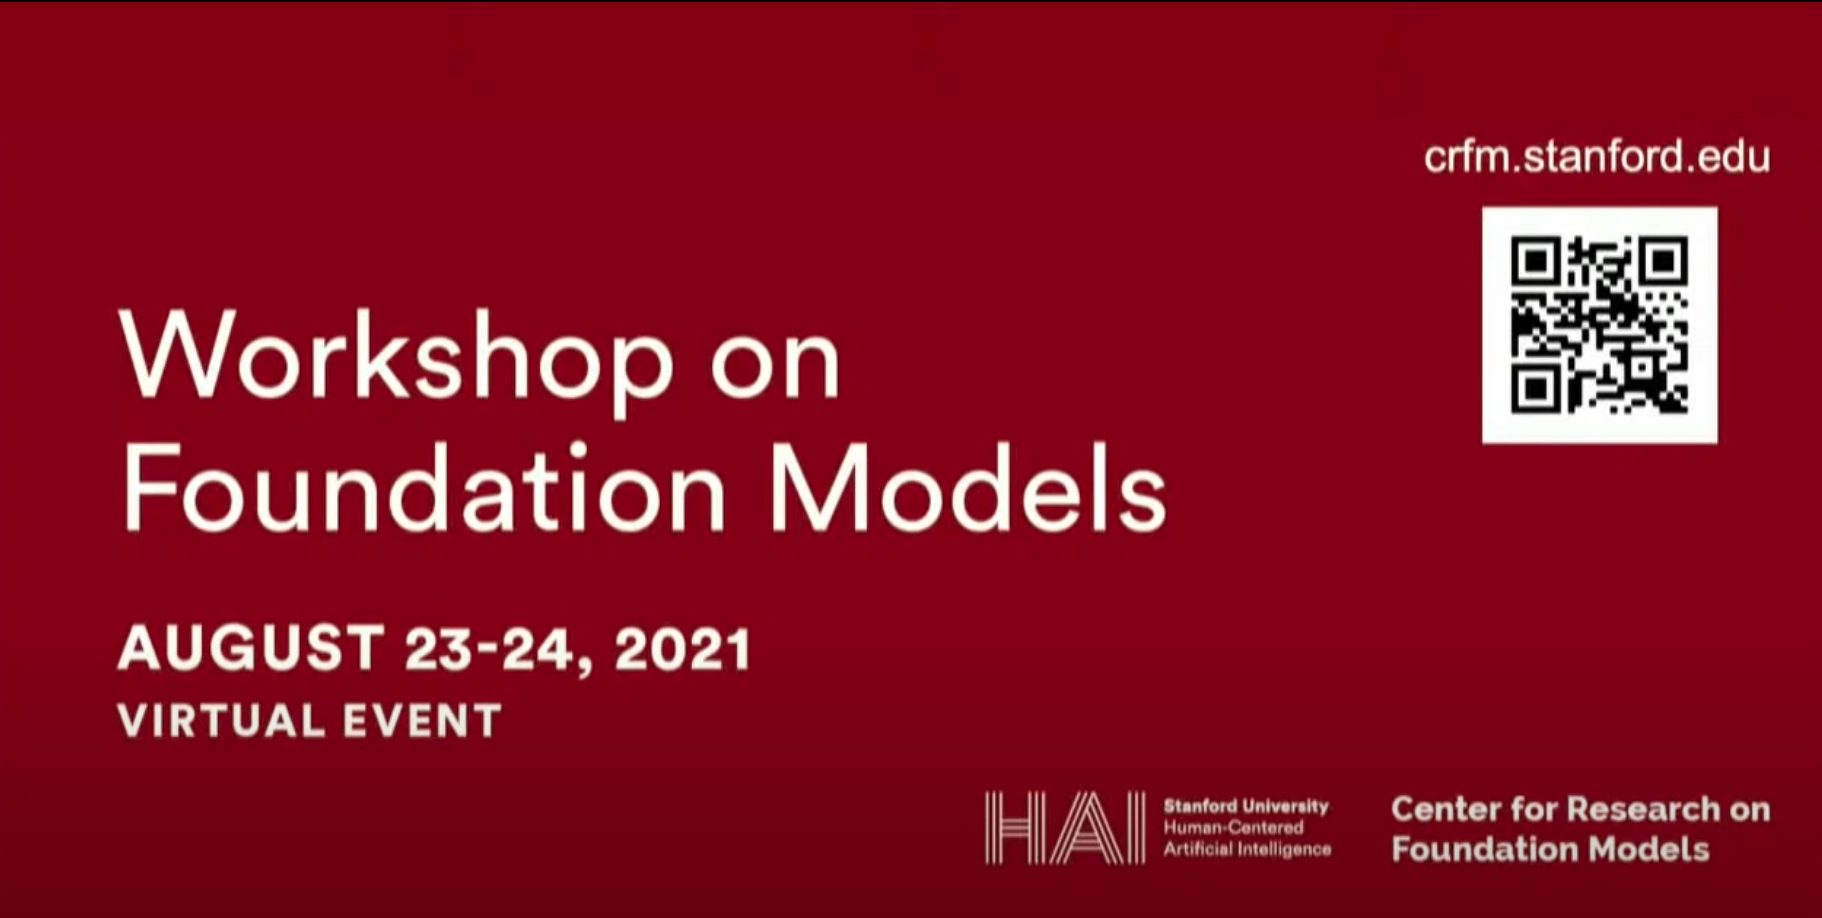 crfm.stanford.edu
Workshop on
Foundation Models
AUGUST 23-24, 2021
VIRTUAL EVENT
HAI
Stanford University
Human-Centered
Artificial Intelligence
Center for Research on
Foundation Models